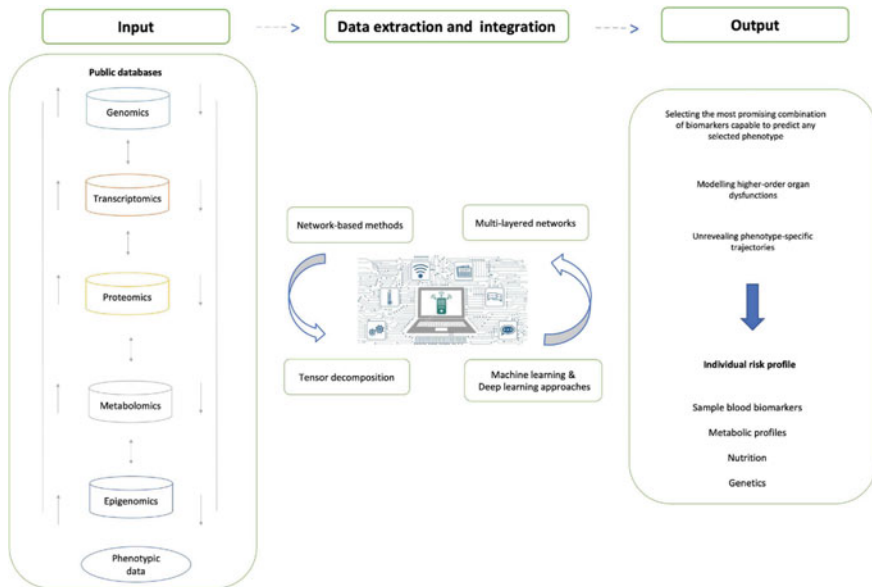 Input
Data extraction and integration
Output
Public databases
Genomics
Transcriptomics
Proteomics
Metabolomics
Epigenomics
Phenotypic
data
Network-based methods
Multi-layered networks
Tensor decomposition
Machine learning &
Deep learning approaches
Selecting the most promising combination
of biomarkers capable to predict any
selected phenotype
Modelling higher-order organ
dysfunctions
Unrevealing phenotype-specific
trajectories
Individual risk profile
Sample blood biomarkers
Metabolic profiles
Nutrition
Genetics